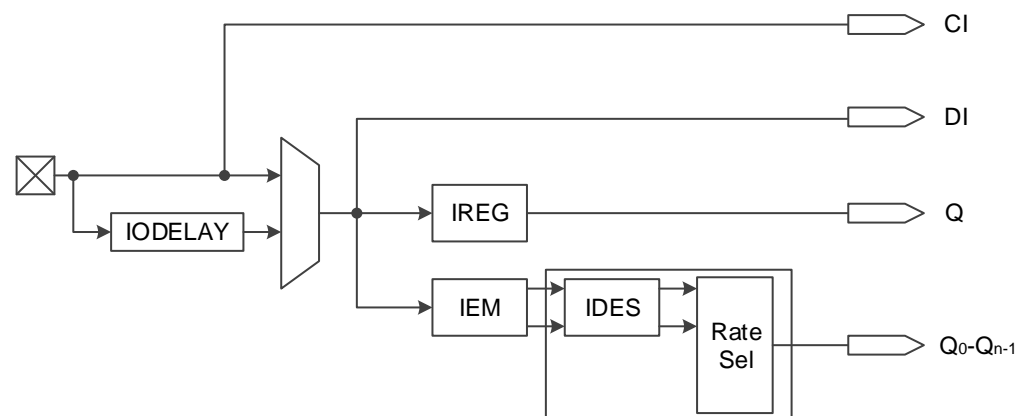 CI
DI
IODELAY
IREG
Q
IEM
IDES
Rate
Sel
Q0-Qn-1